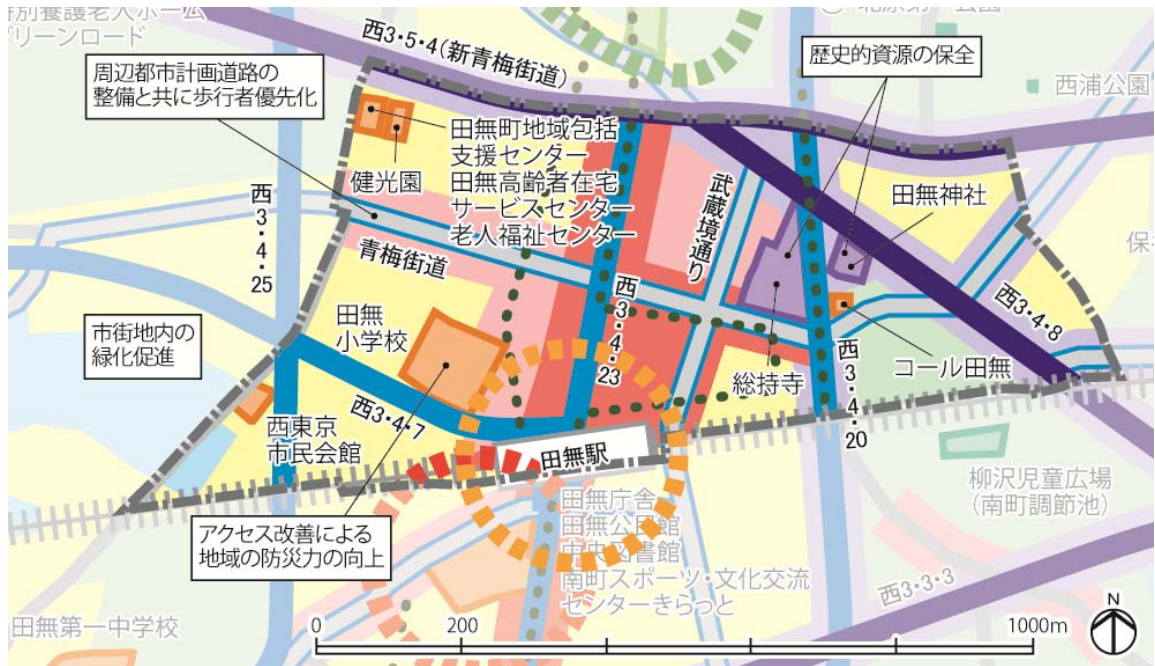 特別養護老人ホーム
グリーンロード
西3・5・4(新青梅街道)
歴史的資源の保全
西浦公園
周辺都市計画道路の
整備と共に歩行者優先化
田無町地域包括
支援センター
田無高齢者在宅
サービスセンター
老人福祉センター
健光園
武蔵境通り
田無神社
西3・4・25
青梅街道
西3・4・23
西3・4・8
市街地内の
緑化促進
田無
小学校
総持寺
コール田無
西3・4・20
西3・4・7
西東京
市民会館
田無駅
アクセス改善による
地域の防災力の向上
田無庁舎
田無公民館
中央図書館
南町スポーツ・文化交流
センターきらっと
柳沢児童広場
(南町調節池)
西3・3・3
田無第一中学校
0
200
1000m
N